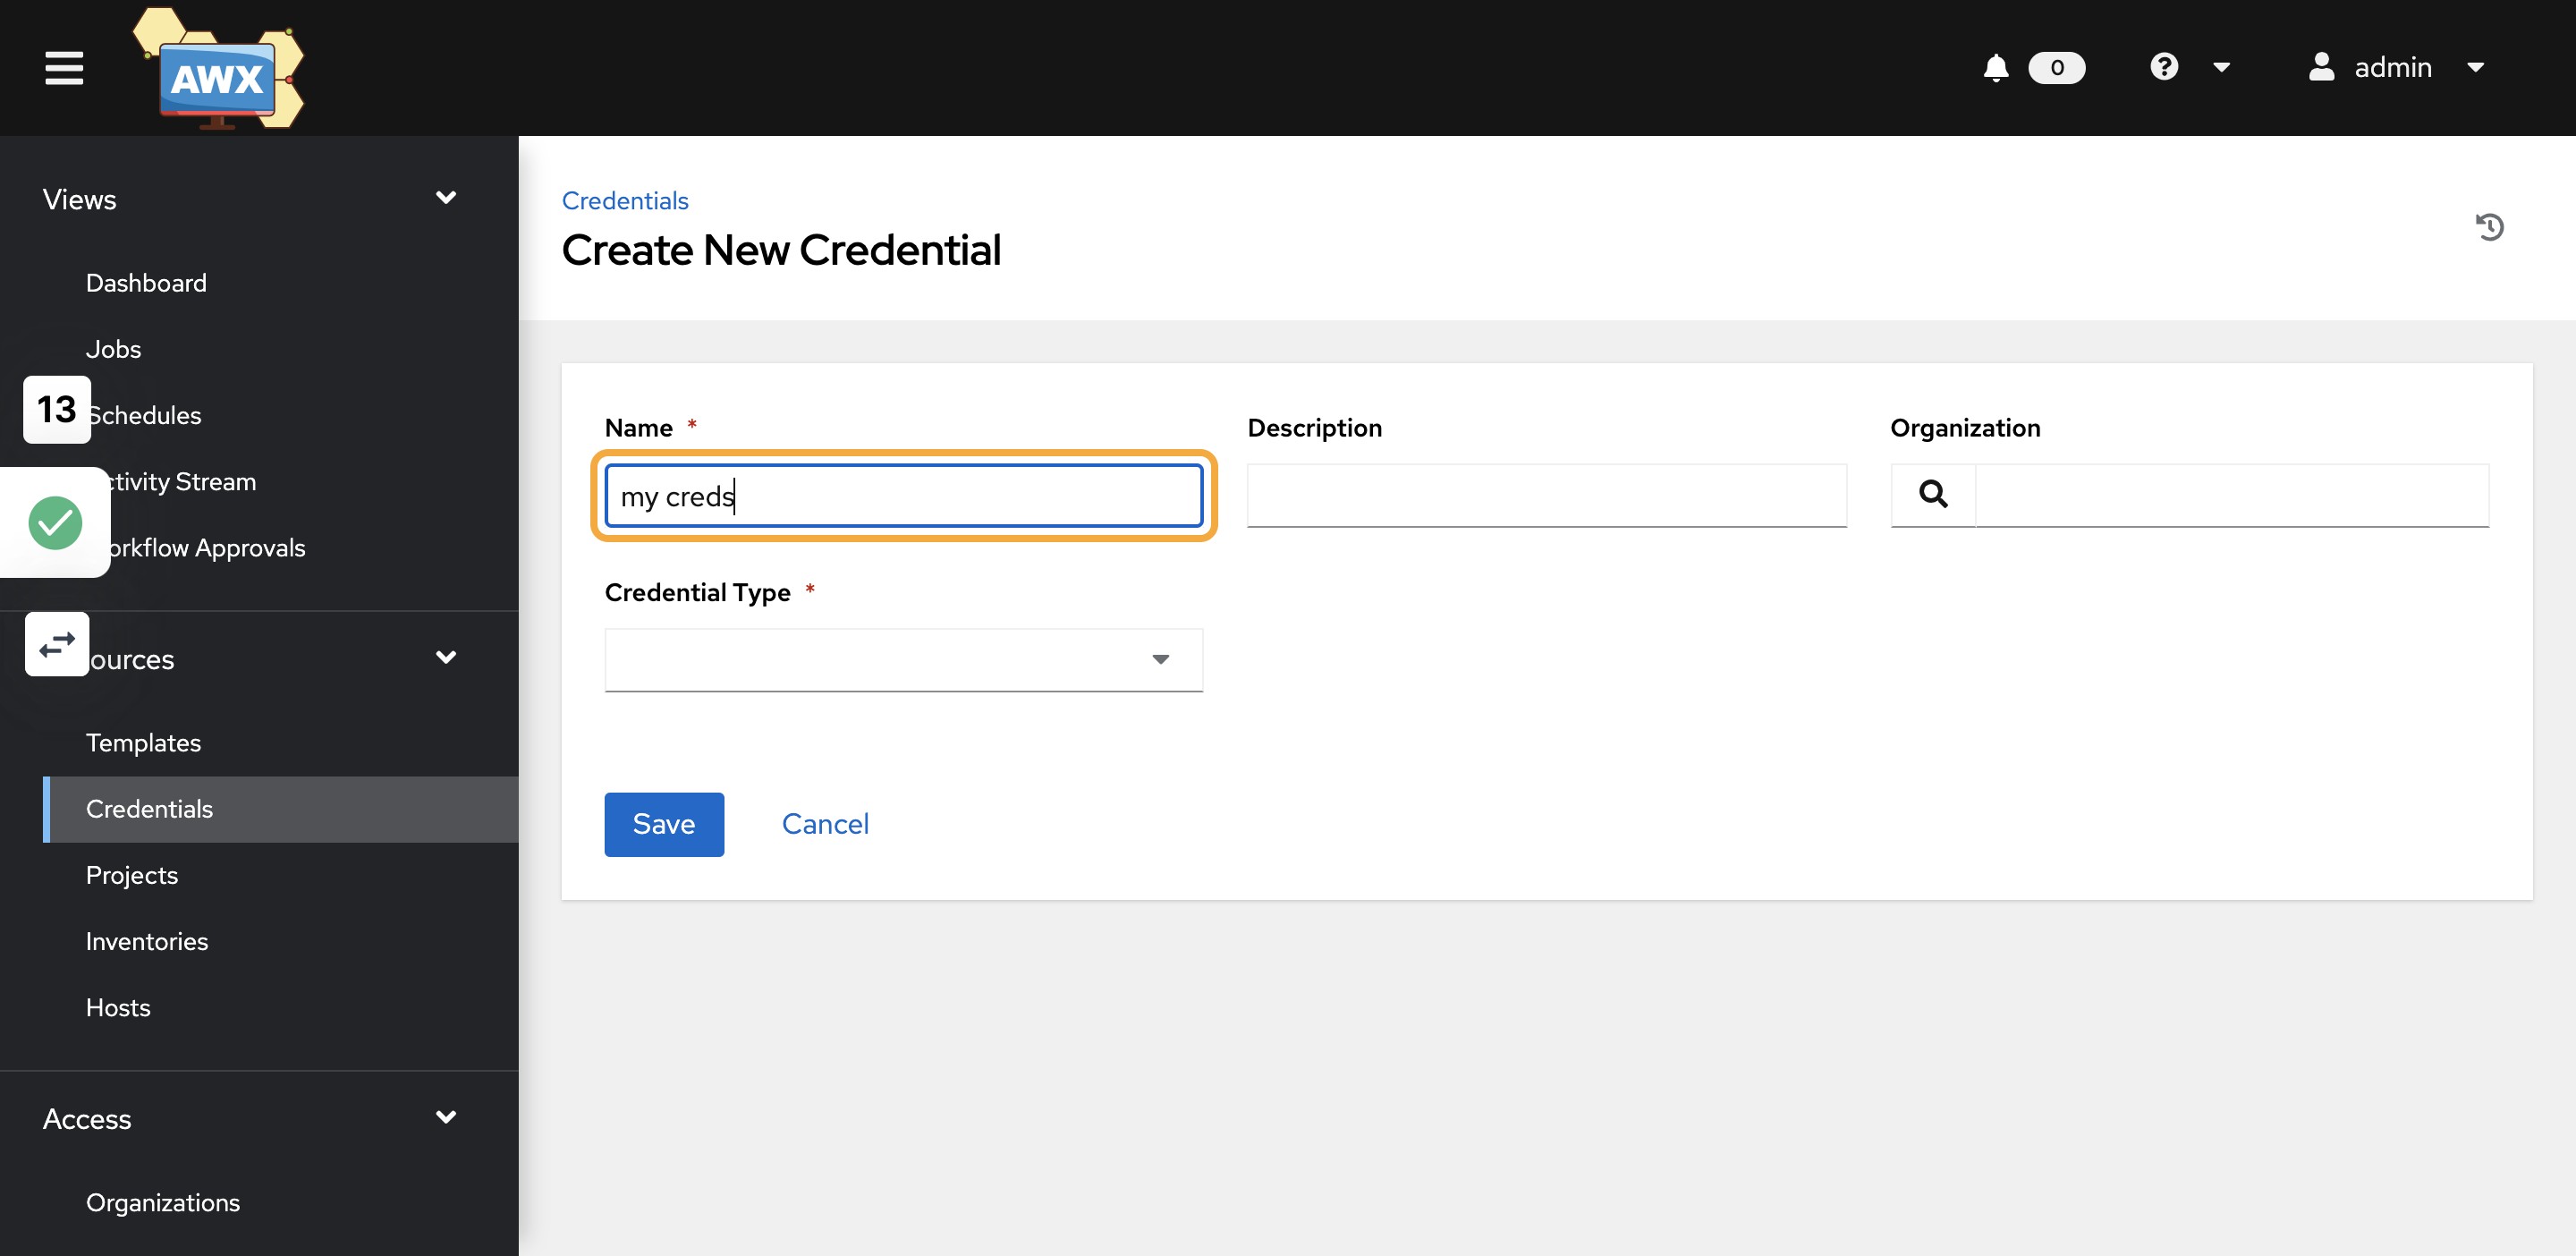 AWX
0
admin
Views
Dashboard
Jobs
13
Schedules
ctivity Stream
orkflow Approvals
ources
Templates
Credentials
Projects
Inventories
Hosts
Access
Organizations
Credentials
Create New Credential
Name *
my creds
Description
Organization
Credential Type *
Save
Cancel